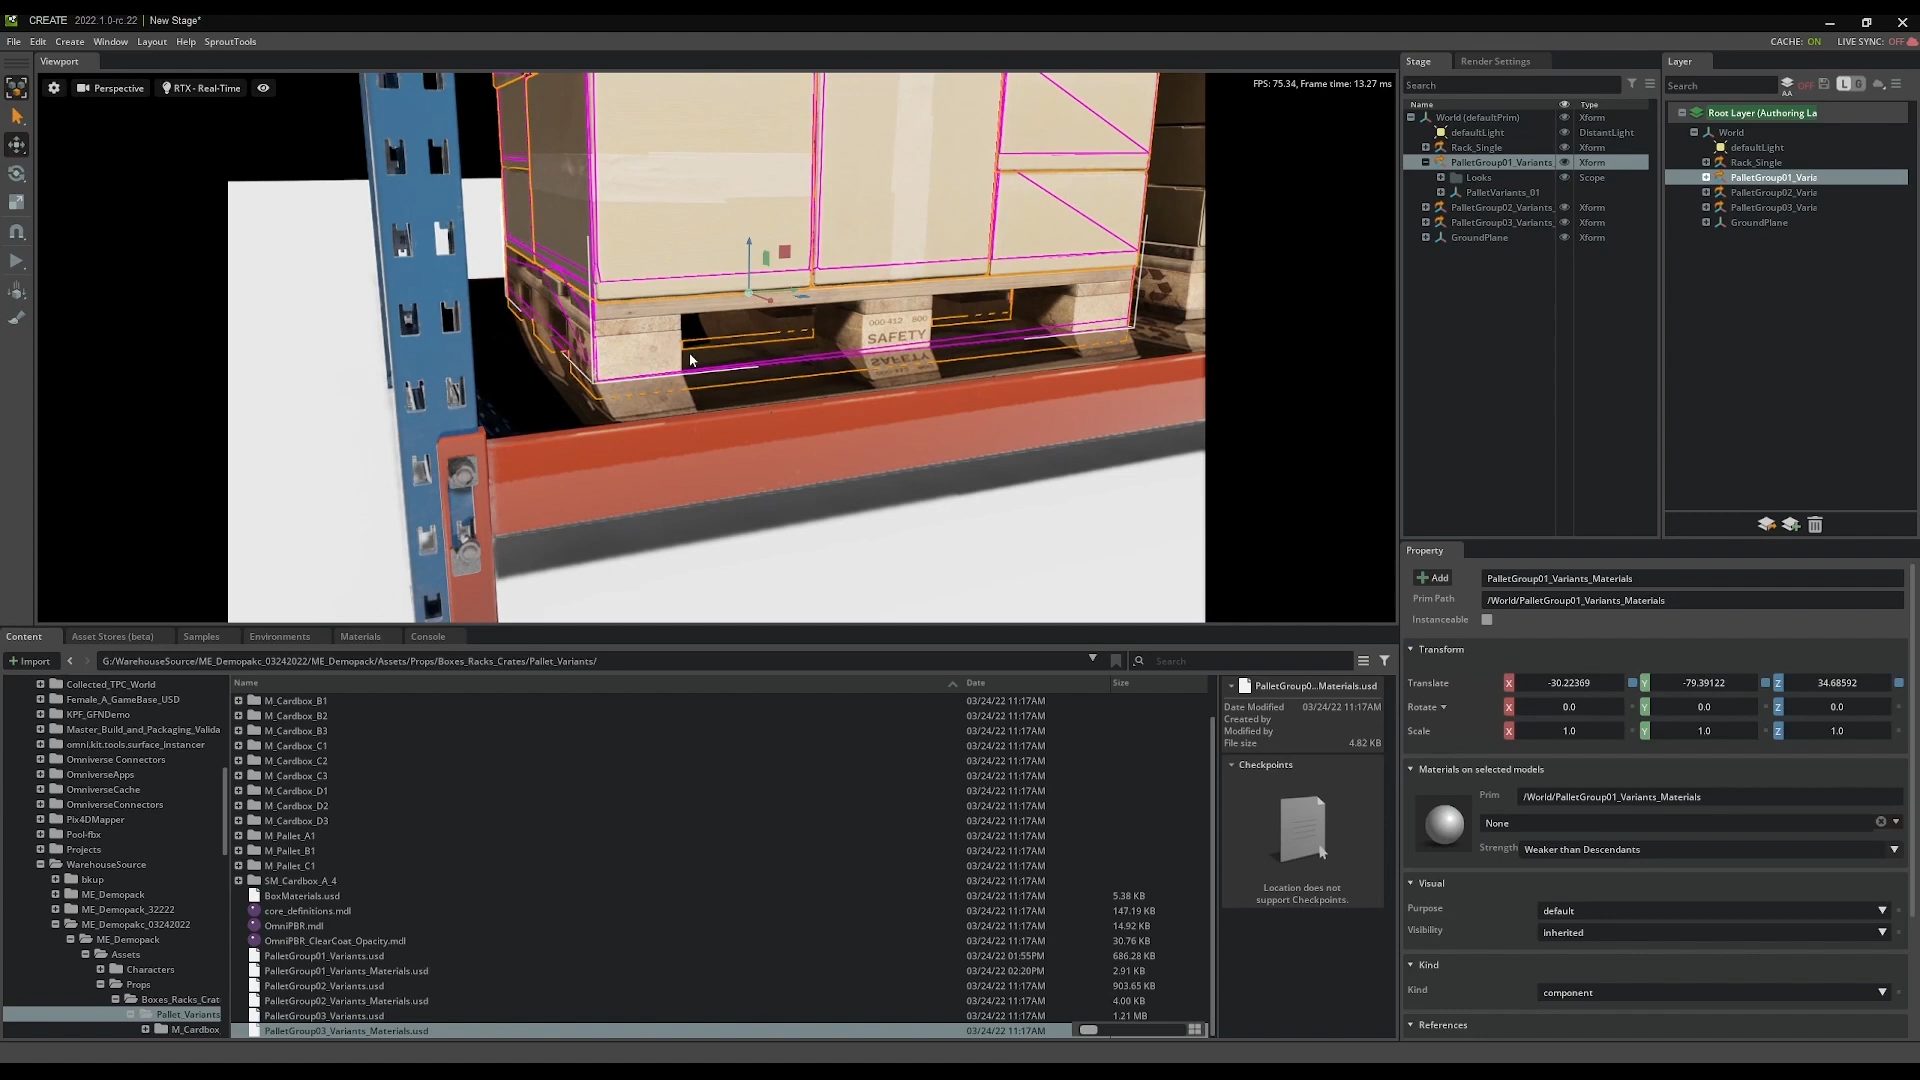 CREATE 2022.1.0-rc.22 | New Stage*
File Edit Create Window Layout Help SproutTools
CACHE: ON LIVE SYNC: OFF
Viewport
Perspective
RTX - Real-Time
FPS: 75.34, Frame time: 13.27 ms
000-412 800
SAFETY
Stage
Render Settings
Search
Name
Type
World (defaultPrim) Xform
defaultLight DistantLight
Rack_Single Xform
PalletGroup01_Variants_ Xform
Looks Scope
PalletVariants_01
PalletGroup02_Variants_ Xform
PalletGroup03_Variants_ Xform
GroundPlane Xform
Layer
Search
AA OFF L G
Root Layer (Authoring La
World
defaultLight
Rack_Single
PalletGroup01_Varia
PalletGroup02_Varia
PalletGroup03_Varia
GroundPlane
Property
Add PalletGroup01_Variants_Materials
Prim Path /World/PalletGroup01_Variants_Materials
Instanceable
Transform
Translate X -30.22369 Y -79.39122 Z 34.68592
Rotate X 0.0 Y 0.0 Z 0.0
Scale X 1.0 Y 1.0 Z 1.0
Materials on selected models
Prim /World/PalletGroup01_Variants_Materials
None
Strength Weaker than Descendants
Visual
Purpose default
Visibility inherited
Kind
Kind component
References
Content Asset Stores (beta) Samples Environments Materials Console
+ Import G:/WarehouseSource/ME_Demopakc_03242022/ME_Demopack/Assets/Props/Boxes_Racks_Crates/Pallet_Variants/ Search
Collected_TPC_World
Female_A_GameBase_USD
KPF_GFNDemo
Master_Build_and_Packaging_Valida
omni.kit.tools.surface_instancer
Omniverse Connectors
OmniverseApps
OmniverseCache
OmniverseConnectors
Pix4DMapper
Pool-fbx
Projects
WarehouseSource
bkup
ME_Demopack
ME_Demopack_32222
ME_Demopakc_03242022
ME_Demopack
Assets
Characters
Props
Boxes_Racks_Crat
Pallet_Variants
M_Cardbox_
Name Date Size
M_Cardbox_B1 03/24/22 11:17AM
M_Cardbox_B2 03/24/22 11:17AM
M_Cardbox_B3 03/24/22 11:17AM
M_Cardbox_C1 03/24/22 11:17AM
M_Cardbox_C2 03/24/22 11:17AM
M_Cardbox_C3 03/24/22 11:17AM
M_Cardbox_D1 03/24/22 11:17AM
M_Cardbox_D2 03/24/22 11:17AM
M_Cardbox_D3 03/24/22 11:17AM
M_Pallet_A1 03/24/22 11:17AM
M_Pallet_B1 03/24/22 11:17AM
M_Pallet_C1 03/24/22 11:17AM
SM_Cardbox_A_4 03/24/22 11:17AM
BoxMaterials.usd 03/24/22 11:17AM 5.38 KB
core_definitions.mdl 03/24/22 11:17AM 147.19 KB
OmniPBR.mdl 03/24/22 11:17AM 14.92 KB
OmniPBR_ClearCoat_Opacity.mdl 03/24/22 11:17AM 30.76 KB
PalletGroup01_Variants.usd 03/24/22 01:55PM 686.28 KB
PalletGroup01_Variants_Materials.usd 03/24/22 02:20PM 2.91 KB
PalletGroup02_Variants.usd 03/24/22 11:17AM 903.65 KB
PalletGroup02_Variants_Materials.usd 03/24/22 11:17AM 4.00 KB
PalletGroup03_Variants.usd 03/24/22 11:17AM 1.21 MB
PalletGroup03_Variants_Materials.usd 03/24/22 11:17AM
PalletGroup0...Materials.usd
Date Modified 03/24/22 11:17AM
Created by
Modified by
File size 4.82 KB
Checkpoints
Location does not
support Checkpoints.